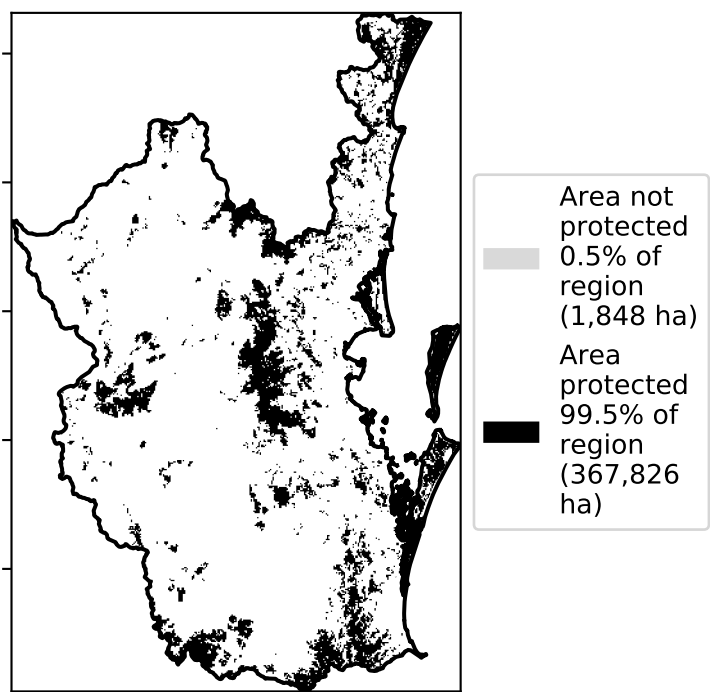 Area not
protected
0.5% of
region
(1,848 ha)
Area
protected
99.5% of
region
(367,826
ha)